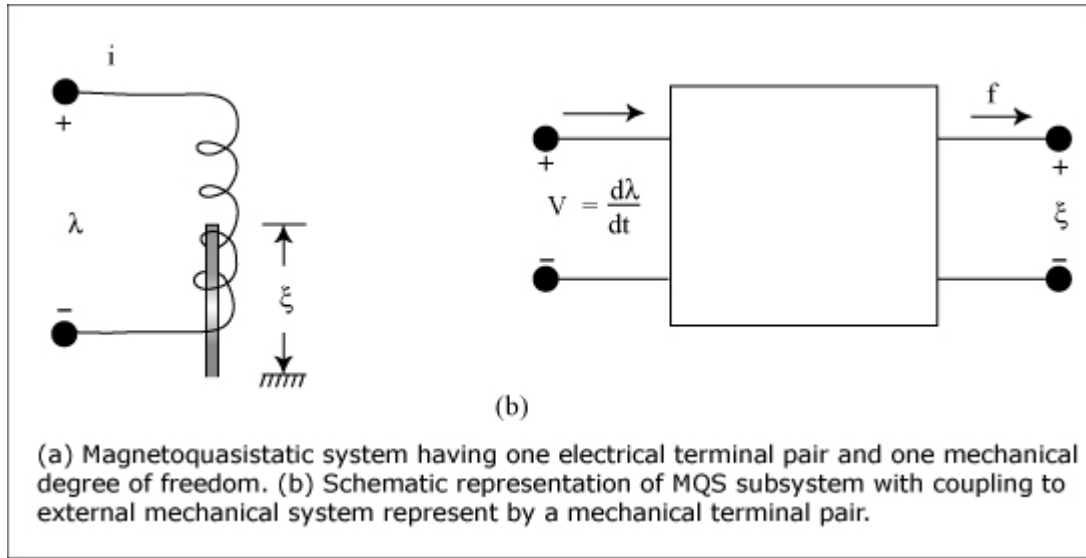 i
+
λ
−
ξ
f
+
V = dλ/dt
−
+
ξ
−
(b)
(a) Magnetoquasistatic system having one electrical terminal pair and one mechanical
degree of freedom. (b) Schematic representation of MQS subsystem with coupling to
external mechanical system represent by a mechanical terminal pair.